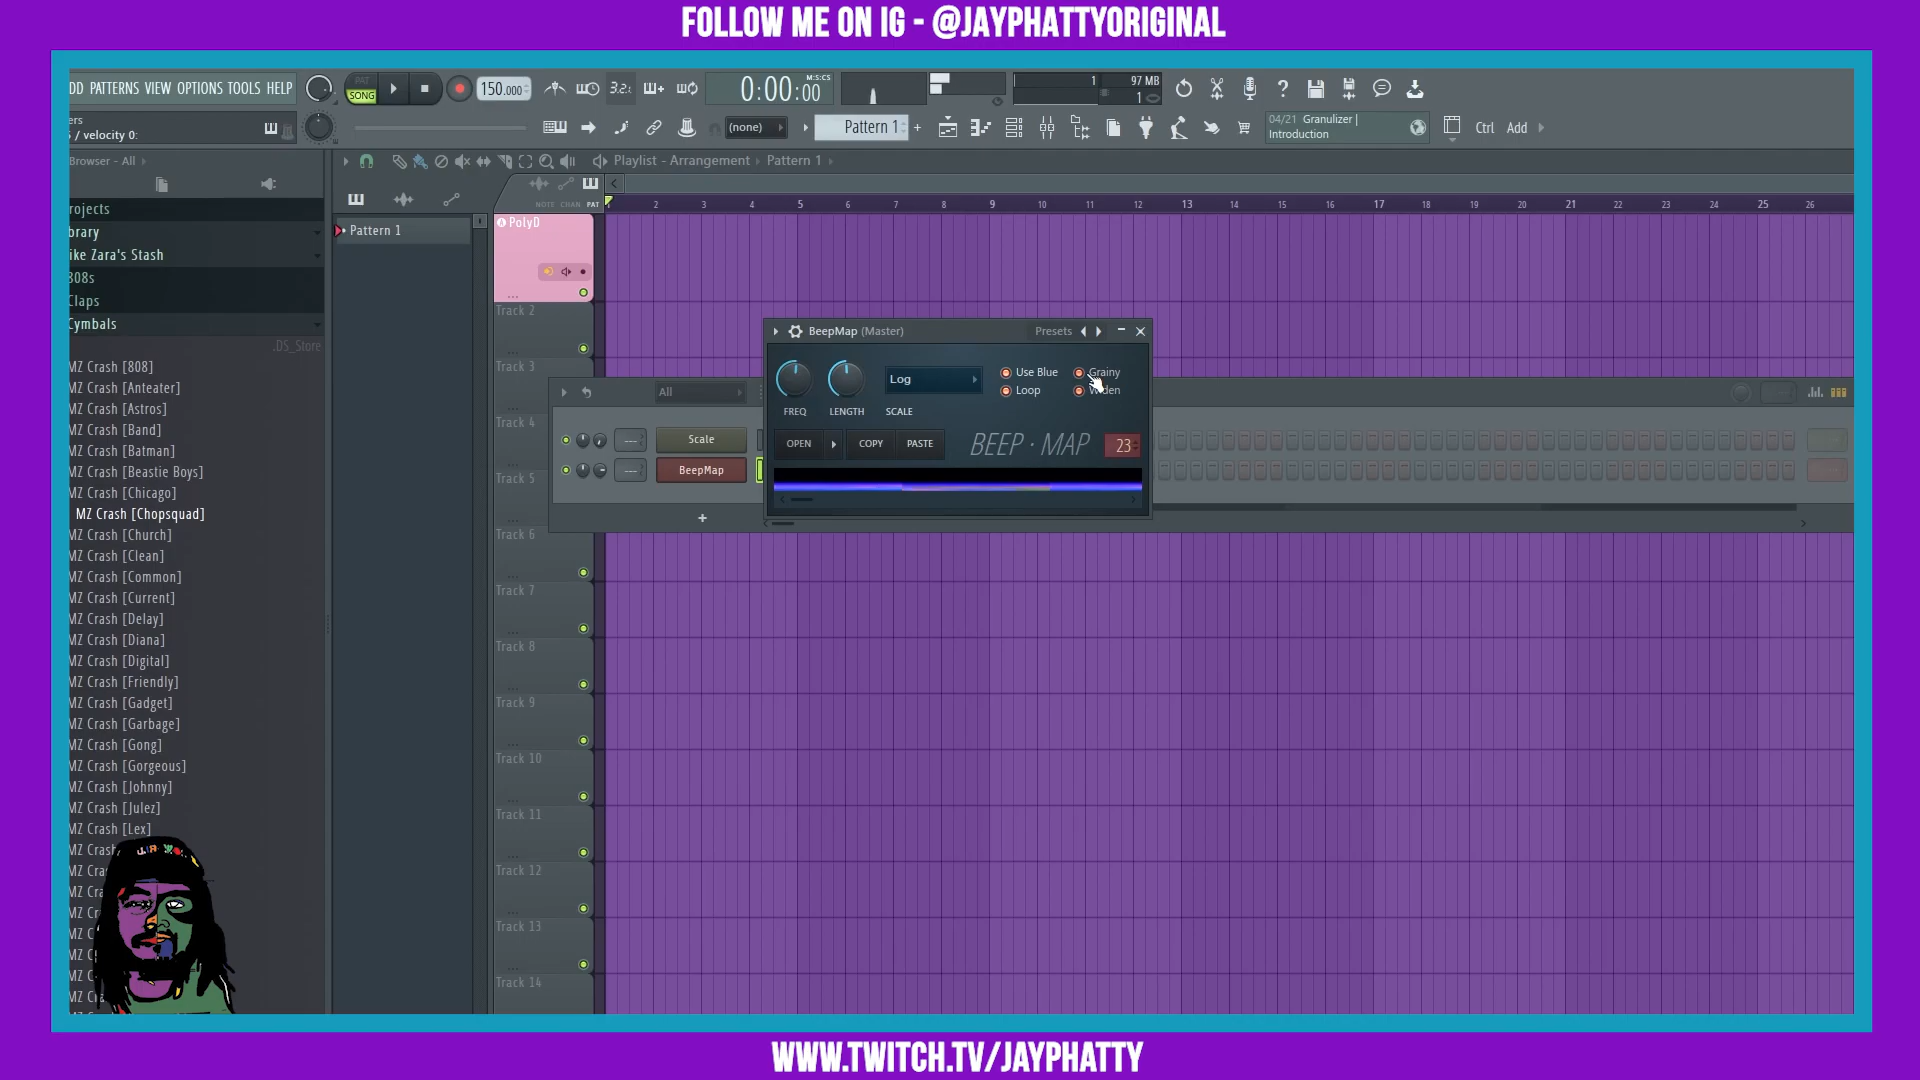 FOLLOW ME ON IG - @JAYPHATTYORIGINAL
DD PATTERNS VIEW OPTIONS TOOLS HELP
PAT
SONG
150.000
3.2:
0:00:00
M:S:CS
1
97 MB
1
ers
/ velocity 0:
(none)
Pattern 1
+
04/21 Granulizer |
Introduction
Ctrl
Add
Browser - All
Playlist - Arrangement
Pattern 1
NOTE CHAN PAT
2 3 4 5 6 7 8 9 10 11 12 13 14 15 16 17 18 19 20 21 22 23 24 25 26
rojects
brary
ike Zara's Stash
808s
Claps
Cymbals
.DS_Store
MZ Crash [808]
MZ Crash [Anteater]
MZ Crash [Astros]
MZ Crash [Band]
MZ Crash [Batman]
MZ Crash [Beastie Boys]
MZ Crash [Chicago]
MZ Crash [Chopsquad]
MZ Crash [Church]
MZ Crash [Clean]
MZ Crash [Common]
MZ Crash [Current]
MZ Crash [Delay]
MZ Crash [Diana]
MZ Crash [Digital]
MZ Crash [Friendly]
MZ Crash [Gadget]
MZ Crash [Garbage]
MZ Crash [Gong]
MZ Crash [Gorgeous]
MZ Crash [Johnny]
MZ Crash [Julez]
MZ Crash [Lex]
MZ Crash
Pattern 1
PolyD
Track 2
Track 3
Track 4
Track 5
Track 6
Track 7
Track 8
Track 9
Track 10
Track 11
Track 12
Track 13
Track 14
All
Scale
BeepMap
+
BeepMap (Master)
Presets
Log
Use Blue
Grainy
Loop
Widen
FREQ
LENGTH
SCALE
OPEN
COPY
PASTE
BEEP·MAP
23
WWW.TWITCH.TV/JAYPHATTY